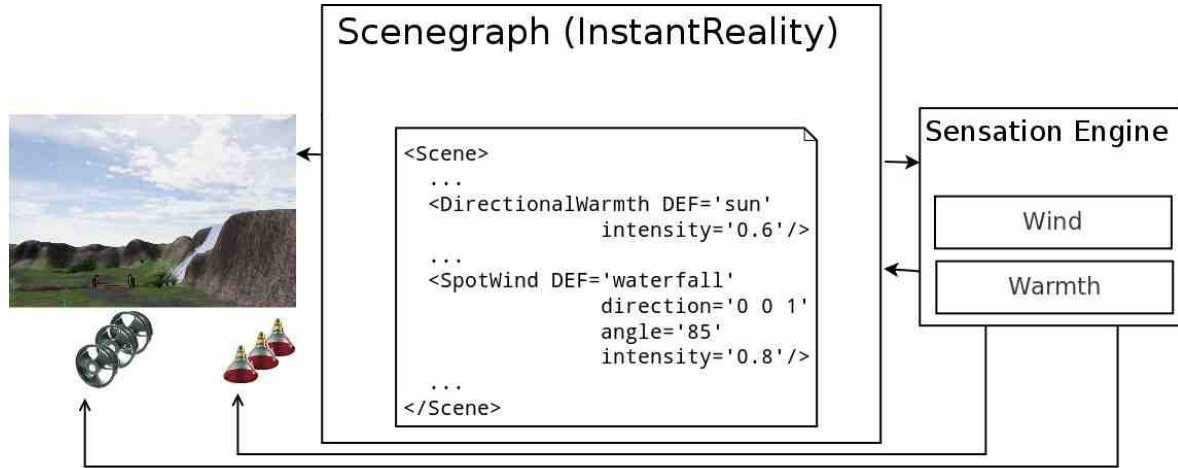 Scenegraph (InstantReality)
<Scene>
...
<DirectionalWarmth DEF='sun'
intensity='0.6'/>
...
<SpotWind DEF='waterfall'
direction='0 0 1'
angle='85'
intensity='0.8'/>
...
</Scene>
Sensation Engine
Wind
Warmth